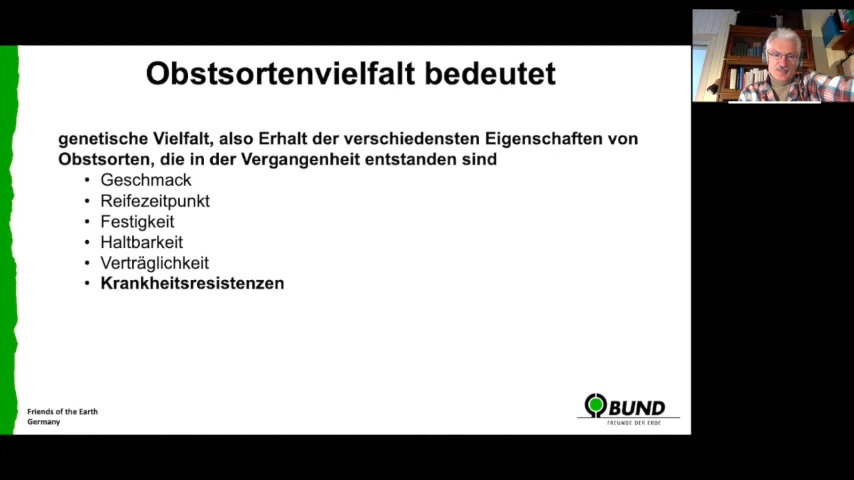 Obstsortenvielfalt bedeutet
genetische Vielfalt, also Erhalt der verschiedensten Eigenschaften von
Obstsorten, die in der Vergangenheit entstanden sind
• Geschmack
• Reifezeitpunkt
• Festigkeit
• Haltbarkeit
• Verträglichkeit
• Krankheitsresistenzen
Friends of the Earth
Germany
BUND
FREUNDE DER ERDE